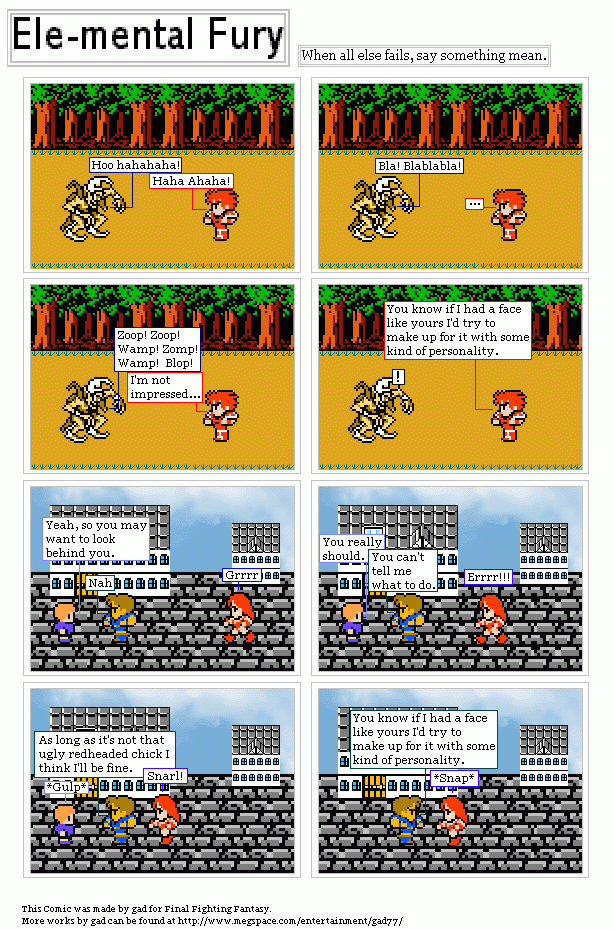 Ele-mental Fury
When all else fails, say something mean.
Hoo hahahaha!
Haha Ahaha!
Bla! Blablabla!
...
Zoop! Zoop!
Wamp! Zomp!
Wamp! Blop!
I'm not
impressed...
You know if I had a face
like yours I'd try to
make up for it with some
kind of personality.
!
Yeah, so you may
want to look
behind you.
Nah
Grrrr
You really
should.
You can't
tell me
what to do.
Errrr!!!
As long as it's not that
ugly redheaded chick I
think I'll be fine.
*Gulp*
Snarl!
You know if I had a face
like yours I'd try to
make up for it with some
kind of personality.
*Snap*
This Comic was made by gad for Final Fighting Fantasy.
More works by gad can be found at http://www.megspace.com/entertainment/gad77/